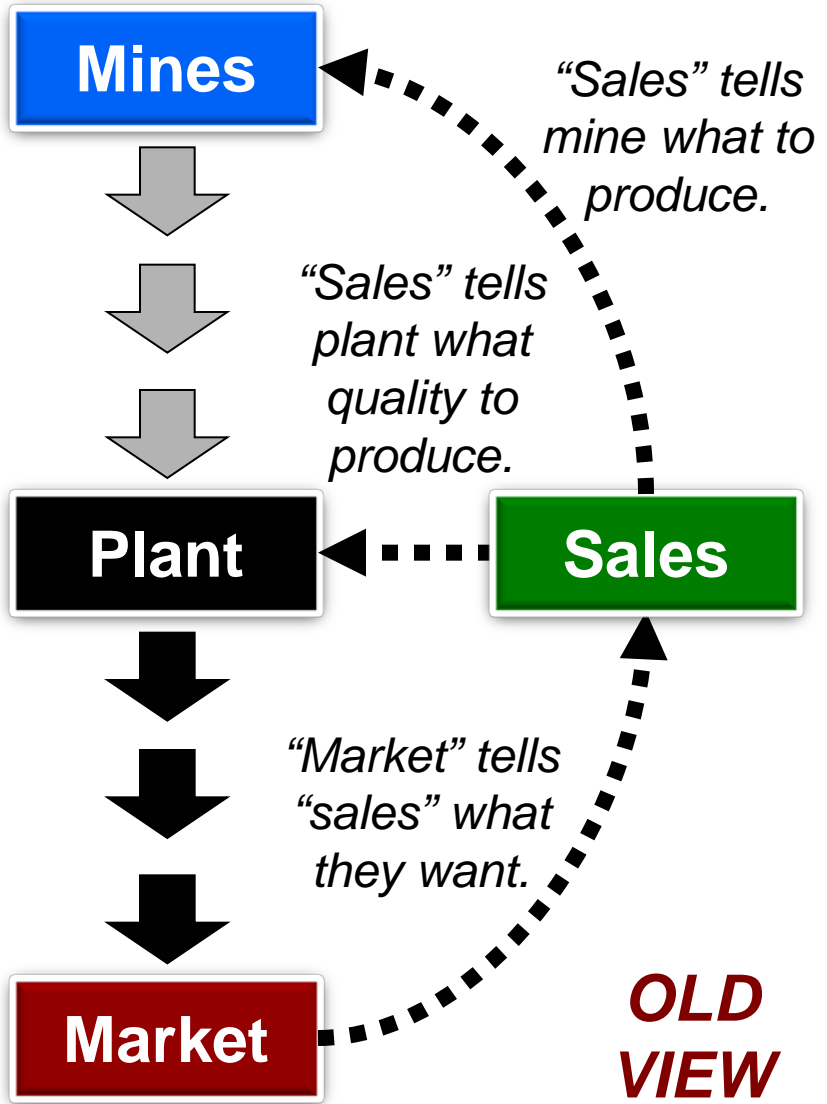 Mines
“Sales” tells
mine what to
produce.
“Sales” tells
plant what
quality to
produce.
Plant
Sales
“Market” tells
“sales” what
they want.
Market
OLD
VIEW